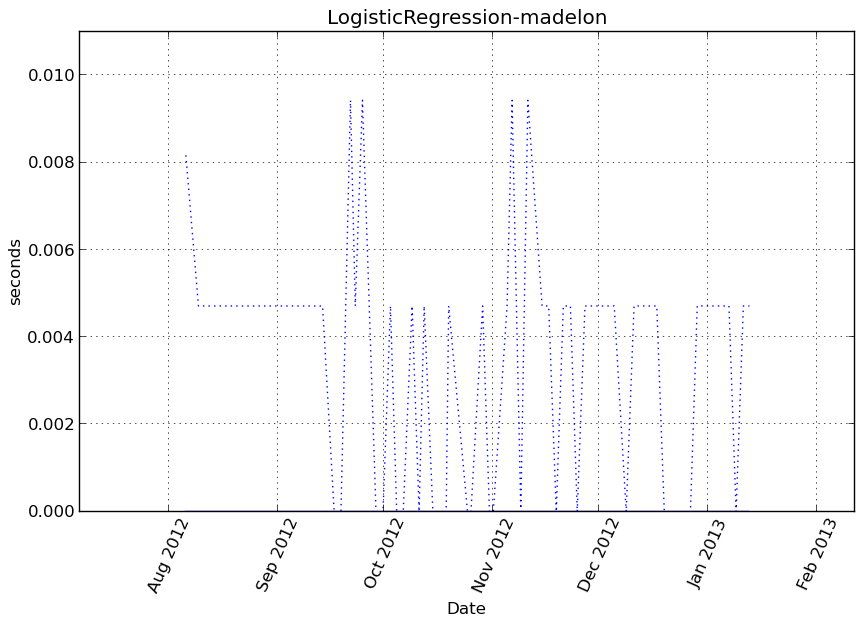 LogisticRegression-madelon
0.010
0.008
0.006
0.004
0.002
0.000
seconds
Aug 2012
Sep 2012
Oct 2012
Nov 2012
Dec 2012
Jan 2013
Feb 2013
Date